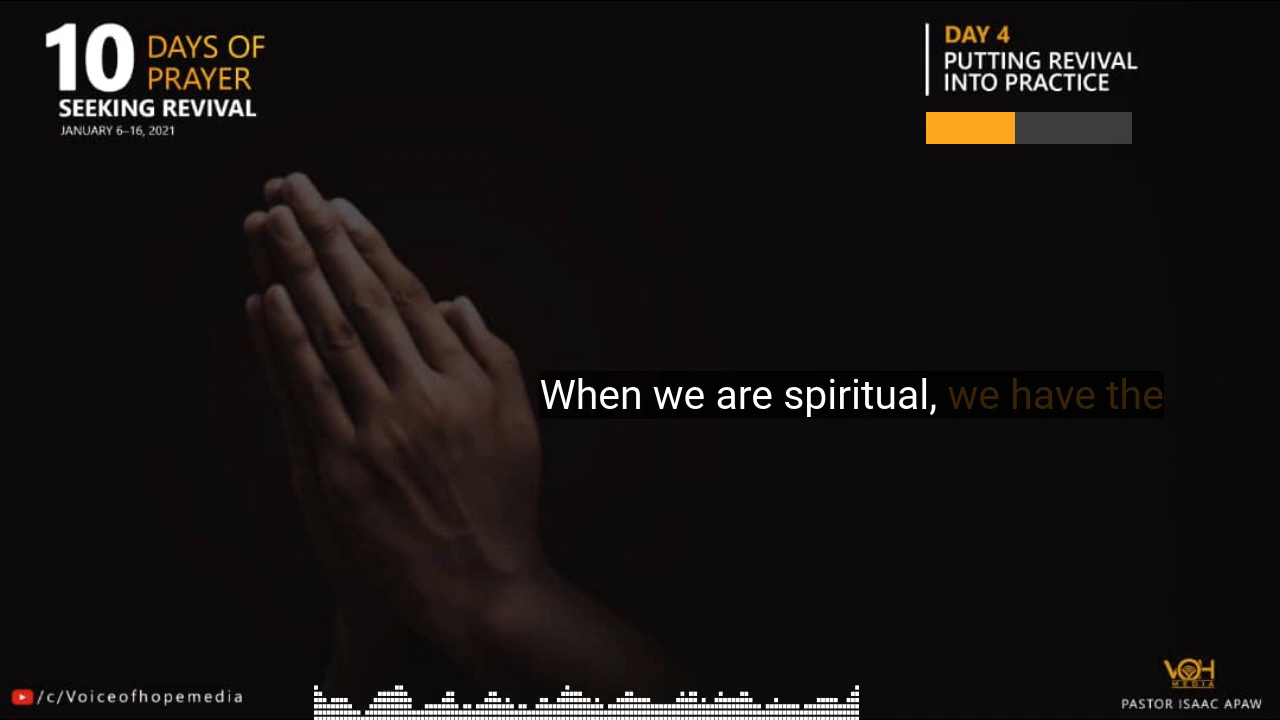 10 DAYS OF
PRAYER
SEEKING REVIVAL
JANUARY 6–16, 2021
DAY 4
PUTTING REVIVAL
INTO PRACTICE
When we are spiritual, we have the
/c/Voiceofhopemedia
VOH
MEDIA
PASTOR ISAAC APAW